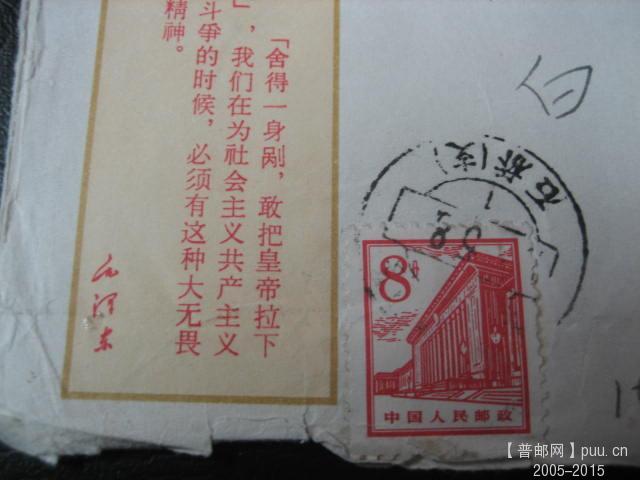 「舍得一身剐，敢把皇帝拉下
」，我们在为社会主义共产主义
斗争的时候，必须有这种大无畏
精神。
毛泽东
白
8分
中国人民邮政
【普邮网】puu.cn
2005-2015